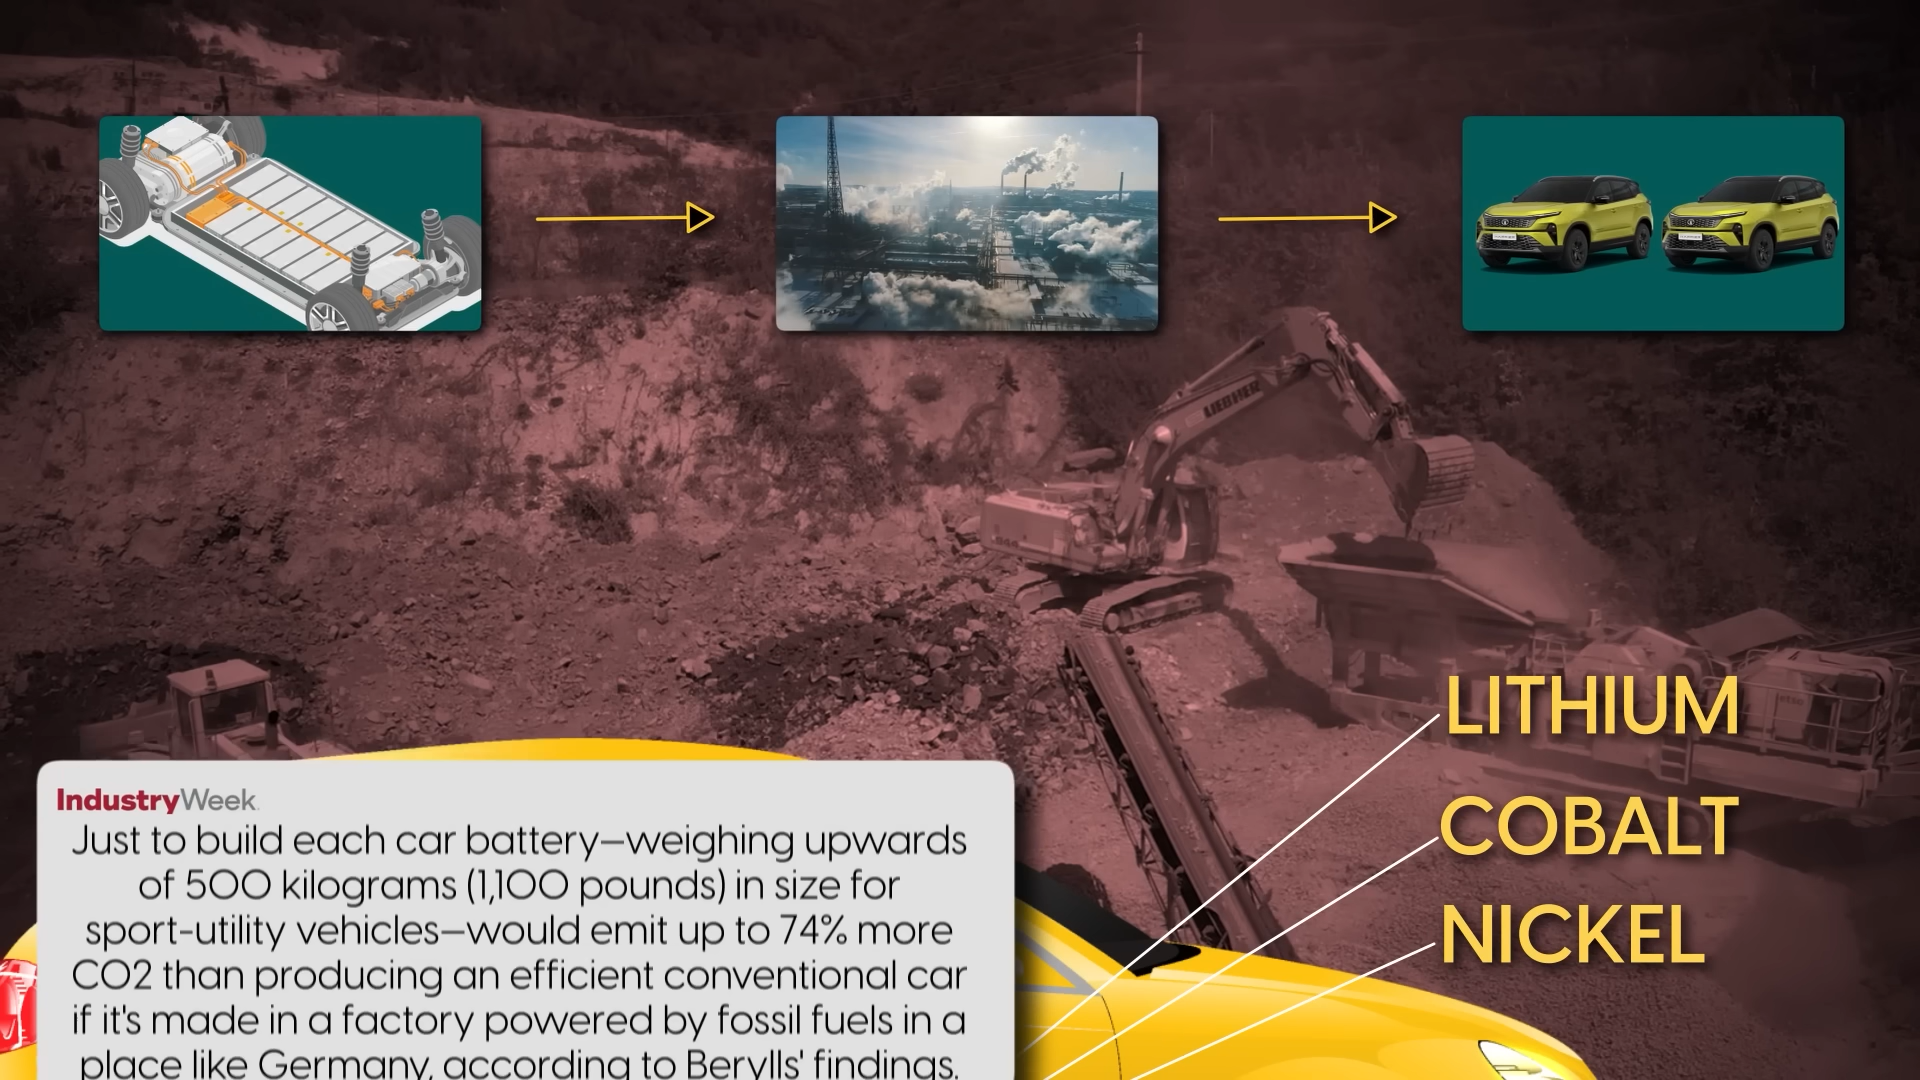 LIEBHERR
LITHIUM
COBALT
NICKEL
IndustryWeek.
Just to build each car battery—weighing upwards
of 500 kilograms (1,100 pounds) in size for
sport-utility vehicles—would emit up to 74% more
CO2 than producing an efficient conventional car
if it's made in a factory powered by fossil fuels in a
place like Germany, according to Berylls' findings.